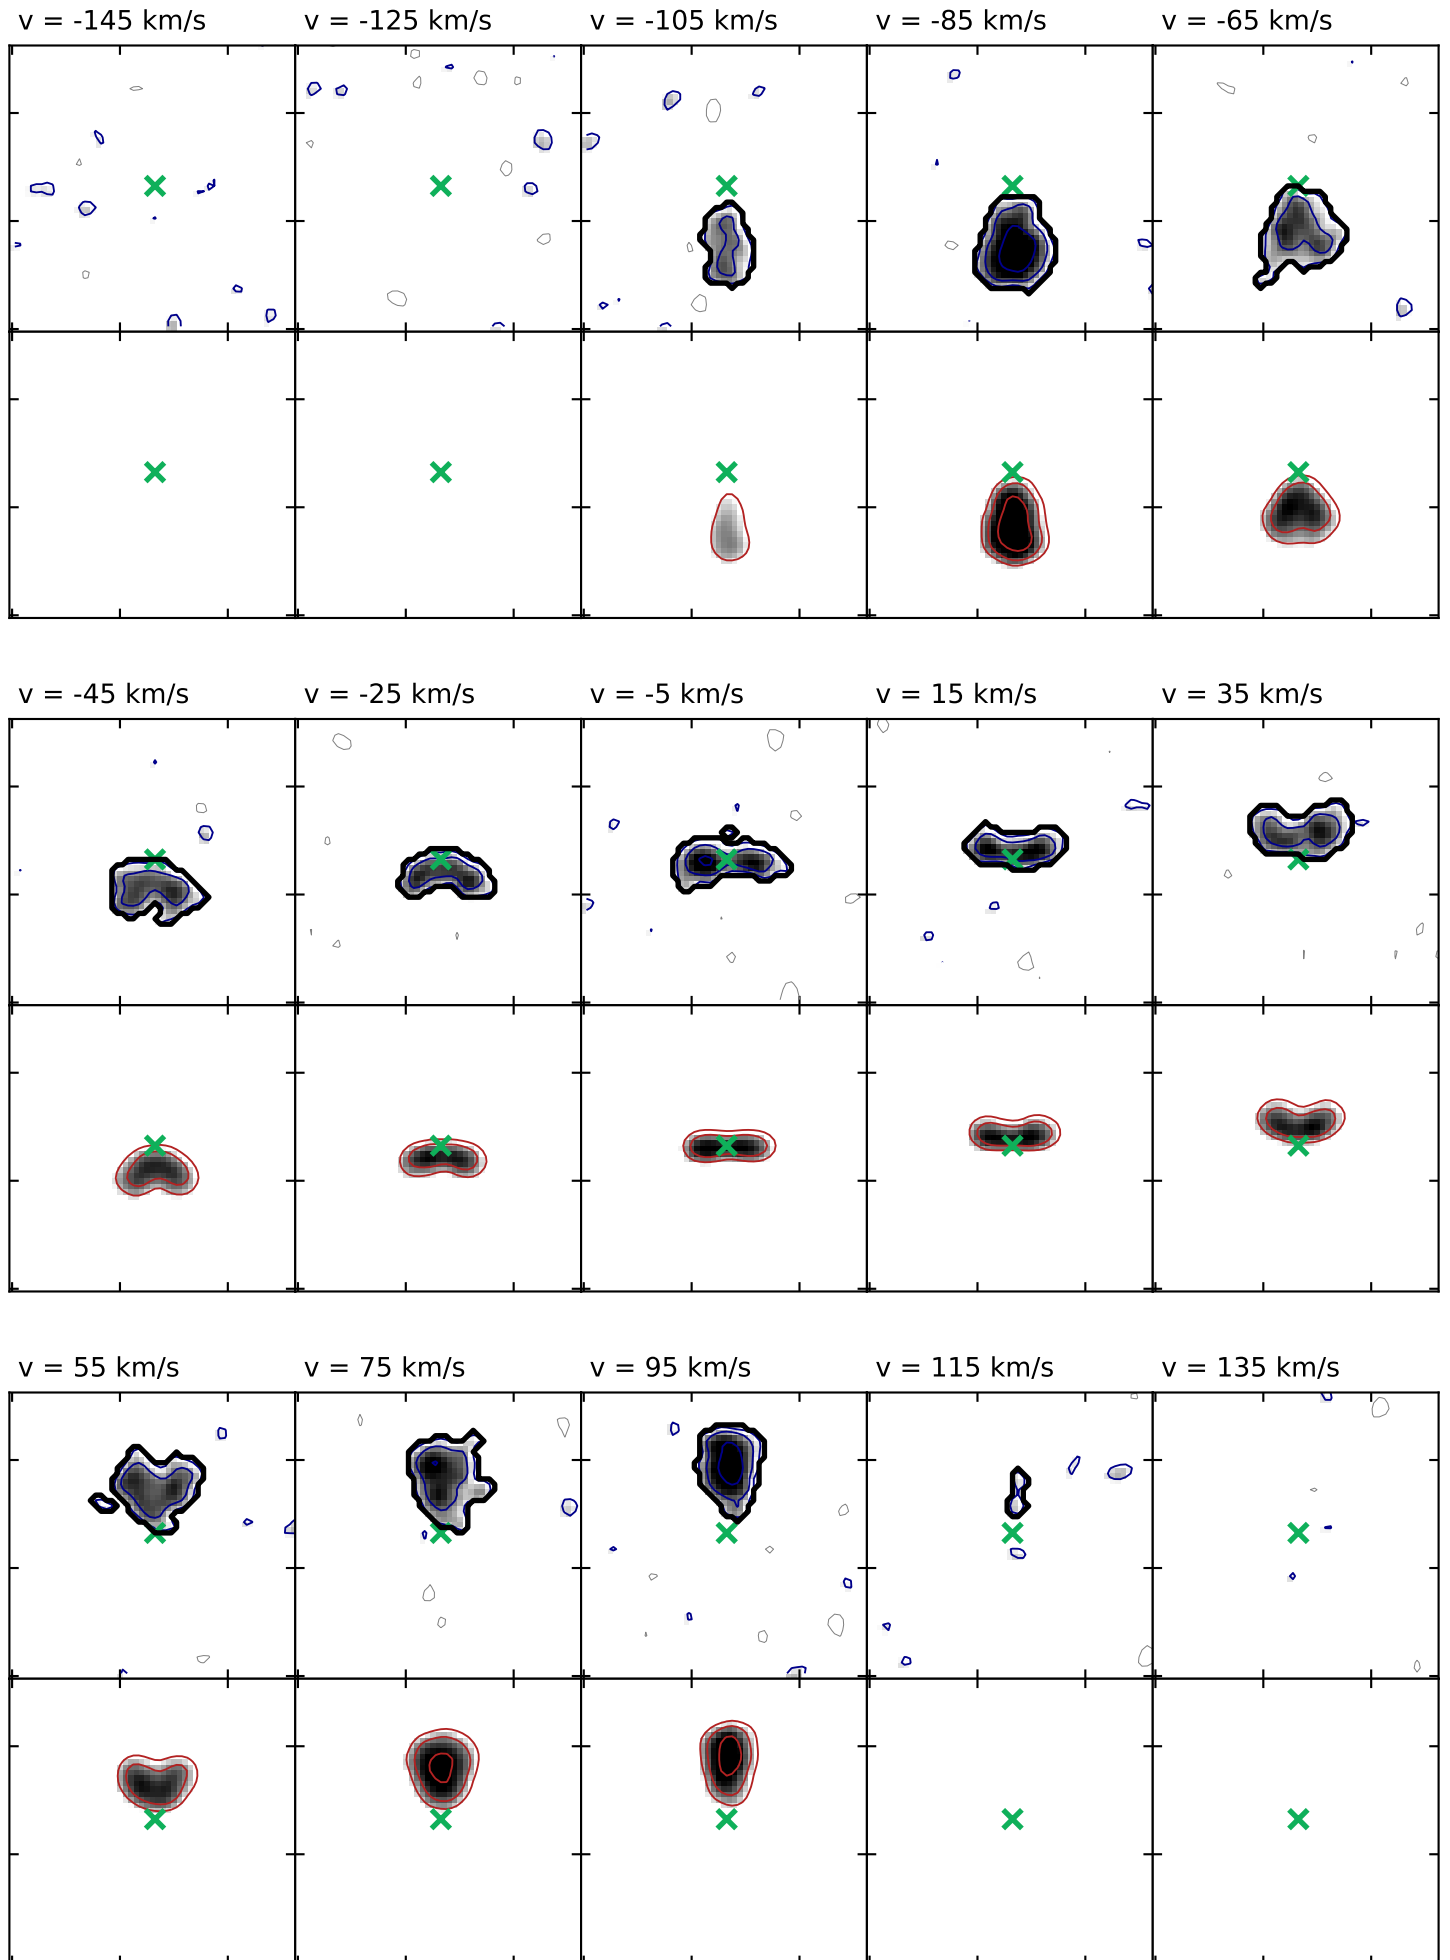 v = -145 km/s v = -125 km/s v = -105 km/s v = -85 km/s v = -65 km/s
v = -45 km/s v = -25 km/s v = -5 km/s v = 15 km/s v = 35 km/s
v = 55 km/s v = 75 km/s v = 95 km/s v = 115 km/s v = 135 km/s